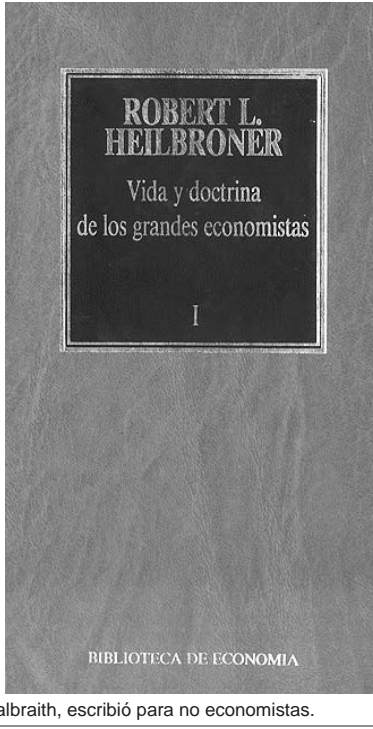 ROBERT L.
HEILBRONER
Vida y doctrina
de los grandes economistas
I
BIBLIOTECA DE ECONOMIA
albraith, escribió para no economistas.